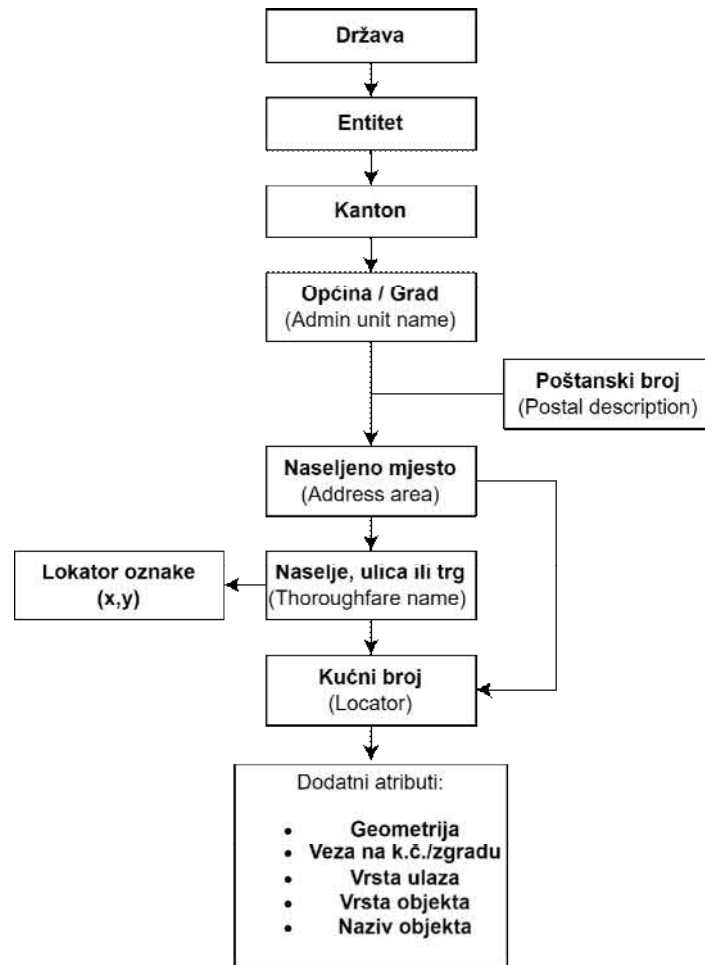 Država
Entitet
Kanton
Općina / Grad
(Admin unit name)
Poštanski broj
(Postal description)
Naseljeno mjesto
(Address area)
Lokator oznake
(x,y)
Naselje, ulica ili trg
(Thoroughfare name)
Kućni broj
(Locator)
Dodatni atributi:
• Geometrija
• Veza na k.č./zgradu
• Vrsta ulaza
• Vrsta objekta
• Naziv objekta